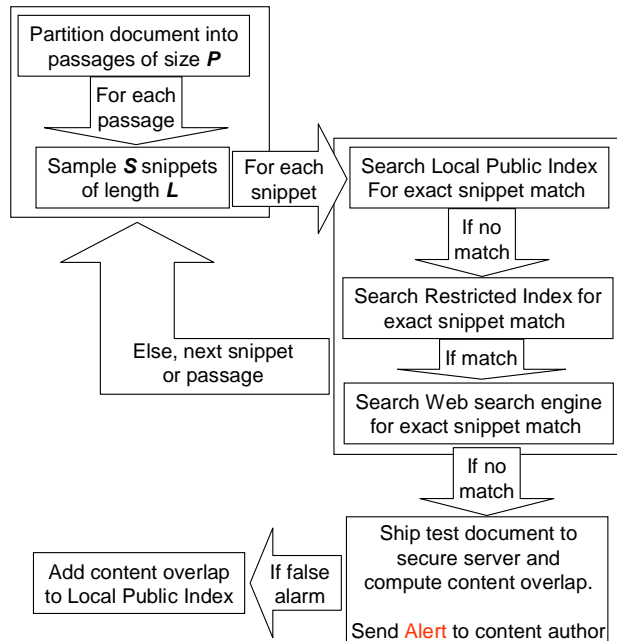 Partition document into
passages of size P
For each
passage
Sample S snippets
of length L
For each
snippet
Search Local Public Index
For exact snippet match
If no
match
Search Restricted Index for
exact snippet match
If match
Search Web search engine
for exact snippet match
Else, next snippet
or passage
If no
match
Ship test document to
secure server and
compute content overlap.
Send Alert to content author
If false
alarm
Add content overlap
to Local Public Index